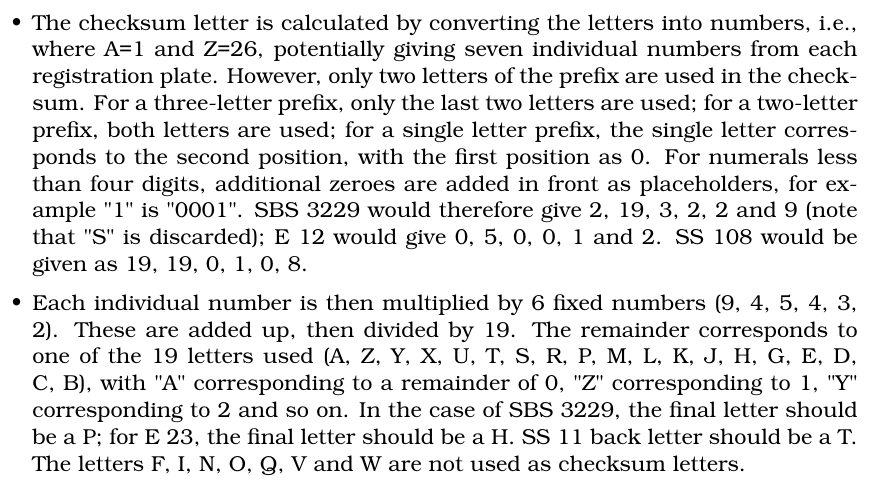 • The checksum letter is calculated by converting the letters into numbers, i.e.,
where A=1 and Z=26, potentially giving seven individual numbers from each
registration plate. However, only two letters of the prefix are used in the check-
sum. For a three-letter prefix, only the last two letters are used; for a two-letter
prefix, both letters are used; for a single letter prefix, the single letter corres-
ponds to the second position, with the first position as 0. For numerals less
than four digits, additional zeroes are added in front as placeholders, for ex-
ample "1" is "0001". SBS 3229 would therefore give 2, 19, 3, 2, 2 and 9 (note
that "S" is discarded); E 12 would give 0, 5, 0, 0, 1 and 2. SS 108 would be
given as 19, 19, 0, 1, 0, 8.
• Each individual number is then multiplied by 6 fixed numbers (9, 4, 5, 4, 3,
2). These are added up, then divided by 19. The remainder corresponds to
one of the 19 letters used (A, Z, Y, X, U, T, S, R, P, M, L, K, J, H, G, E, D,
C, B), with "A" corresponding to a remainder of 0, "Z" corresponding to 1, "Y"
corresponding to 2 and so on. In the case of SBS 3229, the final letter should
be a P; for E 23, the final letter should be a H. SS 11 back letter should be a T.
The letters F, I, N, O, Q, V and W are not used as checksum letters.